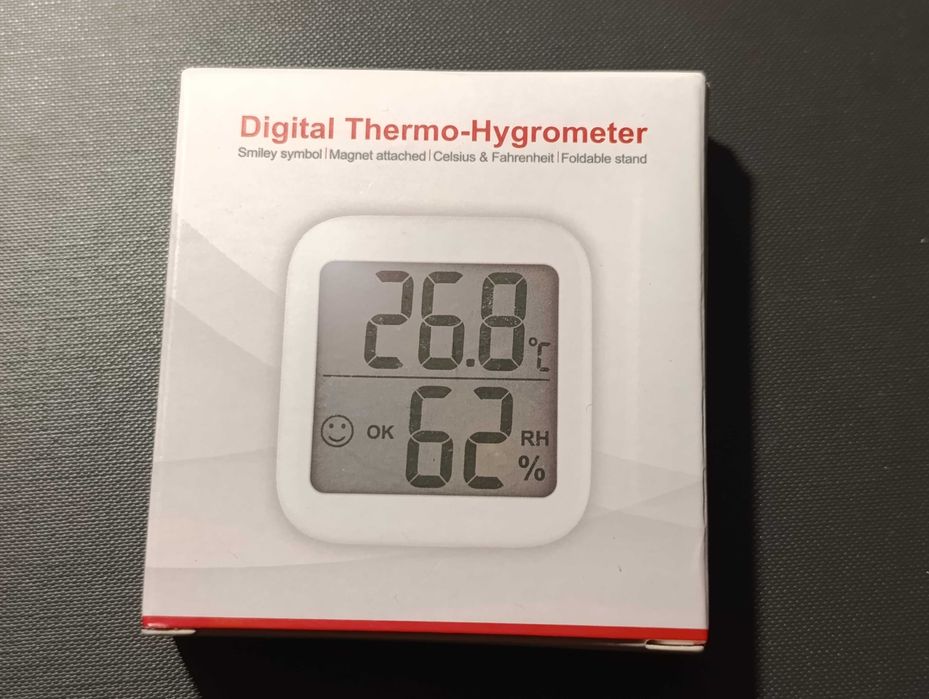 Digital Thermo-Hygrometer
Smiley symbol | Magnet attached | Celsius & Fahrenheit | Foldable stand
26.8 °C
OK 62 RH
%